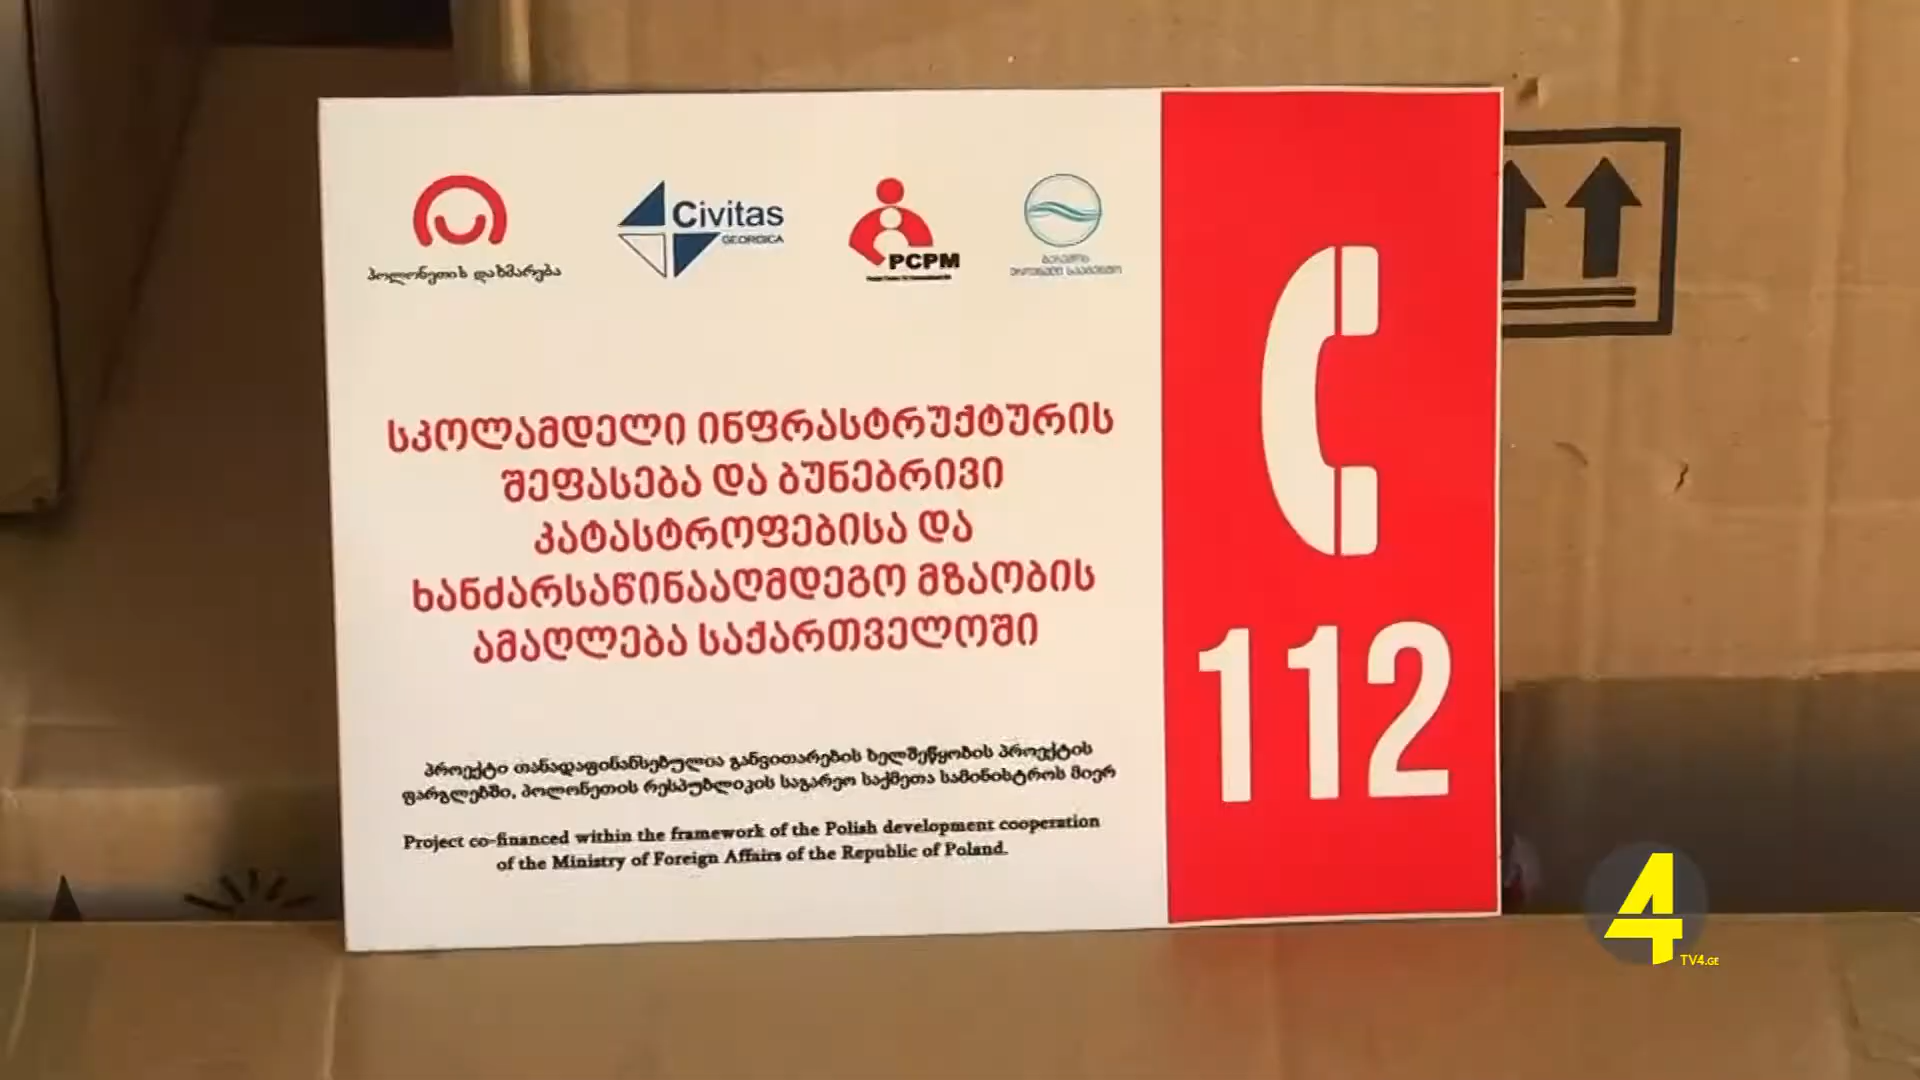 პოლონეთის დახმარება
Civitas
GEORGICA
PCPM
სკოლამდელი ინფრასტრუქტურის
შეფასება და ბუნებრივი
კატასტროფებისა და
ხანძარსაწინააღმდეგო მზაობის
ამაღლება საქართველოში
პროექტი თანადაფინანსებულია განვითარების ხელშეწყობის პროექტის
ფარგლებში, პოლონეთის რესპუბლიკის საგარეო საქმეთა სამინისტროს მიერ
Project co-financed within the framework of the Polish development cooperation
of the Ministry of Foreign Affairs of the Republic of Poland.
112
4
TV4.GE